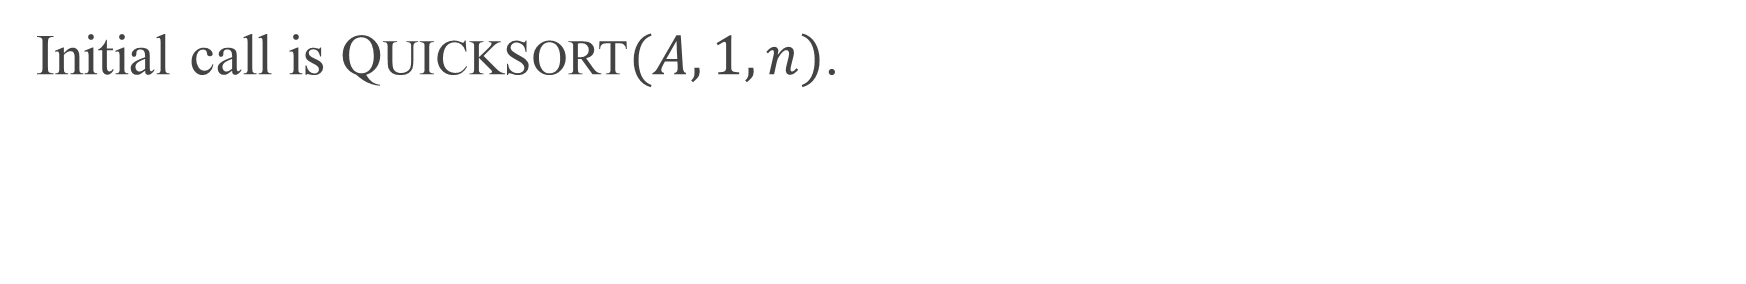 Initial call is QUICKSORT(A, 1, n).